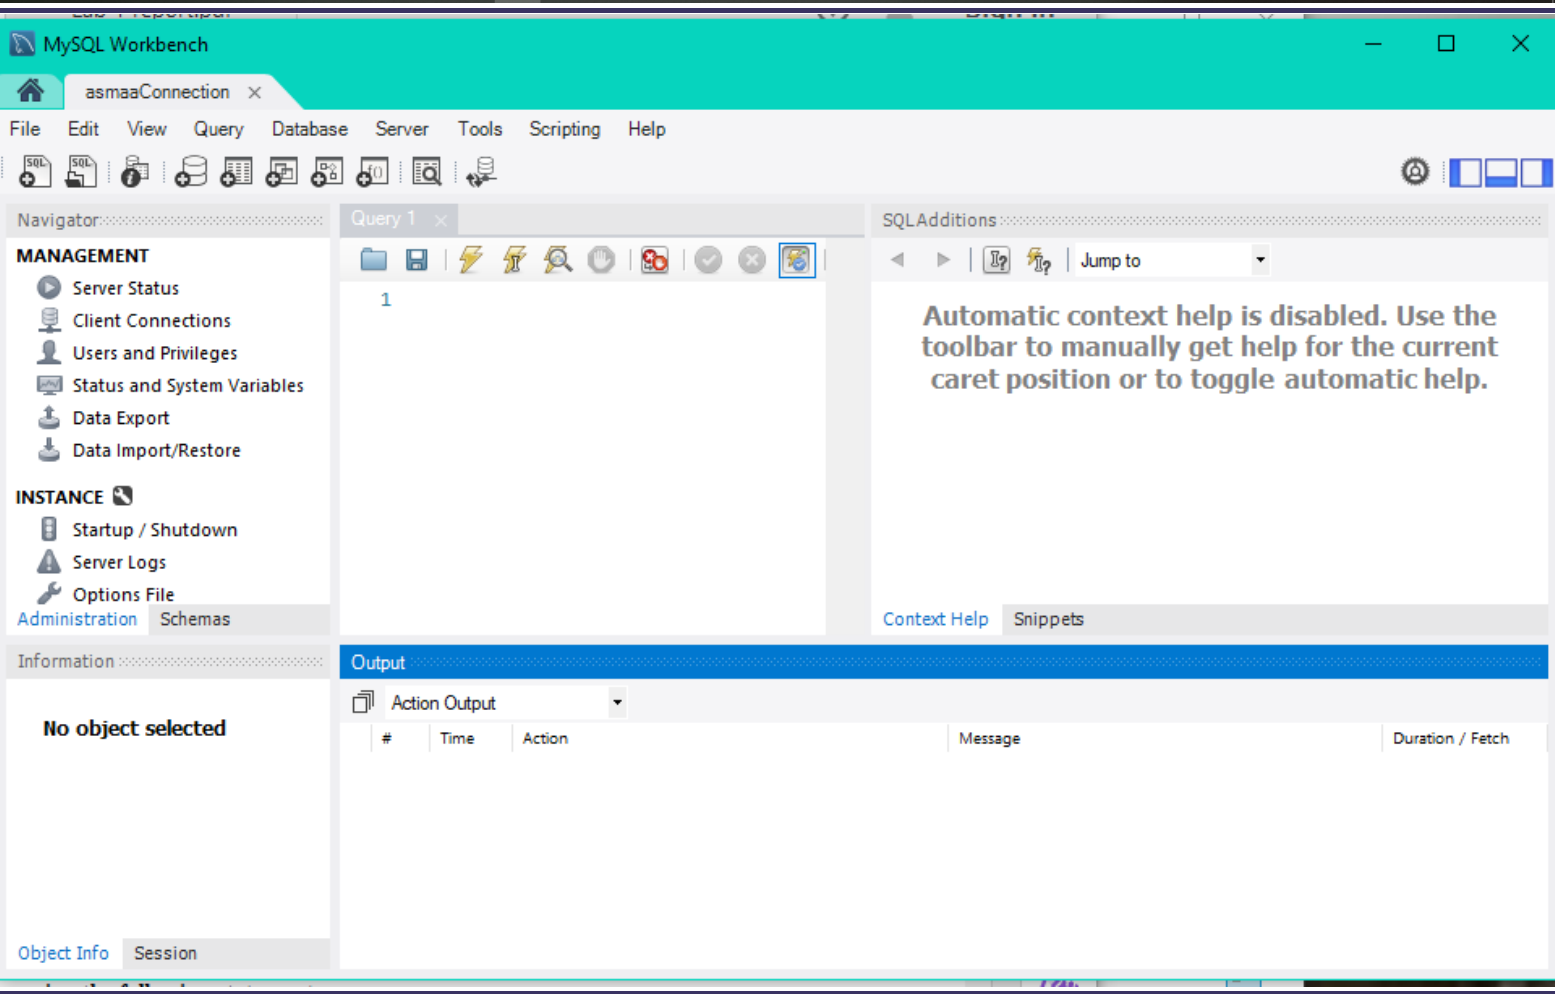 MySQL Workbench
asmaaConnection
File Edit View Query Database Server Tools Scripting Help
SQL SQL
Navigator
MANAGEMENT
Server Status
Client Connections
Users and Privileges
Status and System Variables
Data Export
Data Import/Restore
INSTANCE
Startup / Shutdown
Server Logs
Options File
Administration Schemas
Query 1
1
SQLAdditions
Jump to
Automatic context help is disabled. Use the
toolbar to manually get help for the current
caret position or to toggle automatic help.
Context Help Snippets
Information
No object selected
Object Info Session
Output
Action Output
# Time Action Message Duration / Fetch